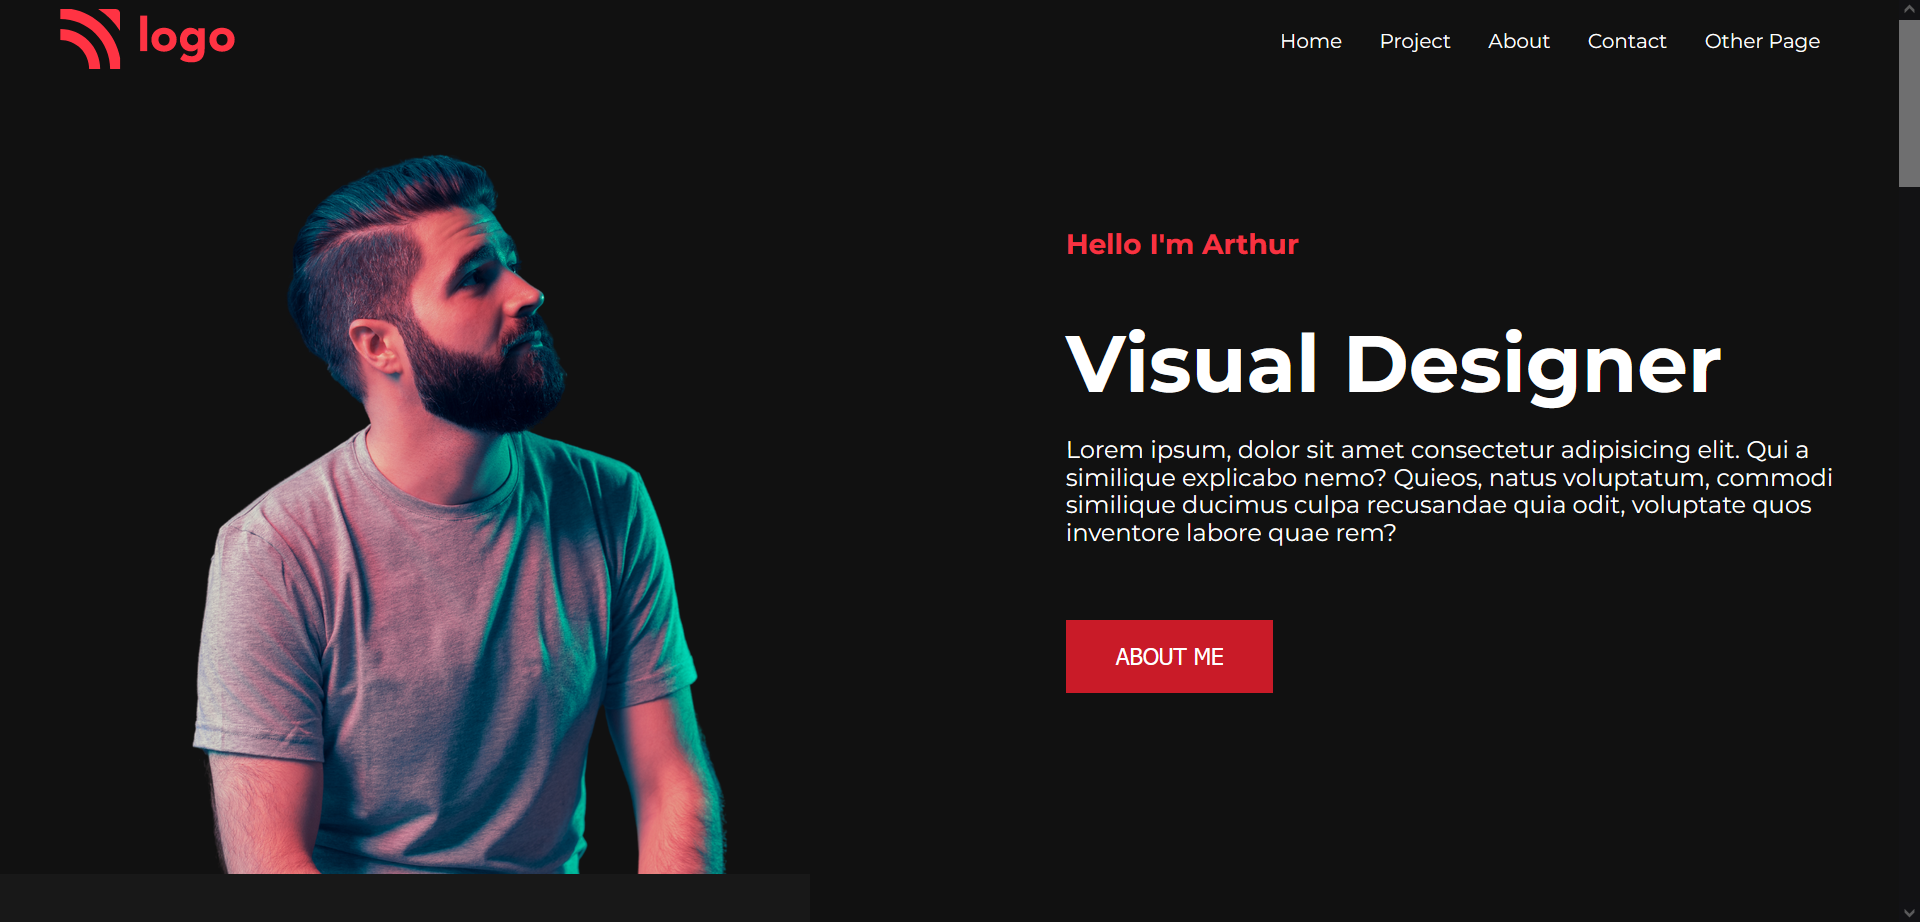 logo
Home Project About Contact Other Page
Hello I'm Arthur
Visual Designer
Lorem ipsum, dolor sit amet consectetur adipisicing elit. Qui a
similique explicabo nemo? Quieos, natus voluptatum, commodi
similique ducimus culpa recusandae quia odit, voluptate quos
inventore labore quae rem?
ABOUT ME